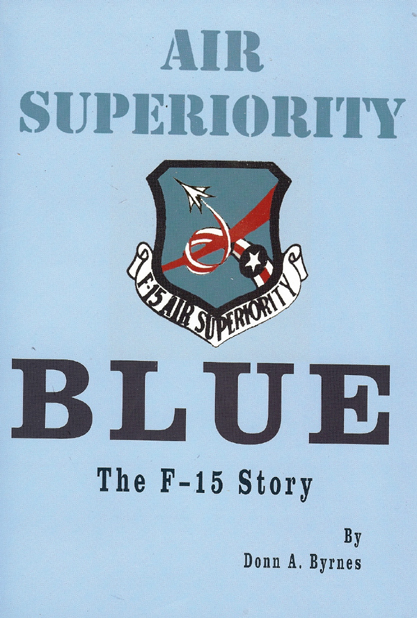 AIR
SUPERIORITY
F-15 AIR SUPERIORITY
BLUE
The F-15 Story
By
Donn A. Byrnes